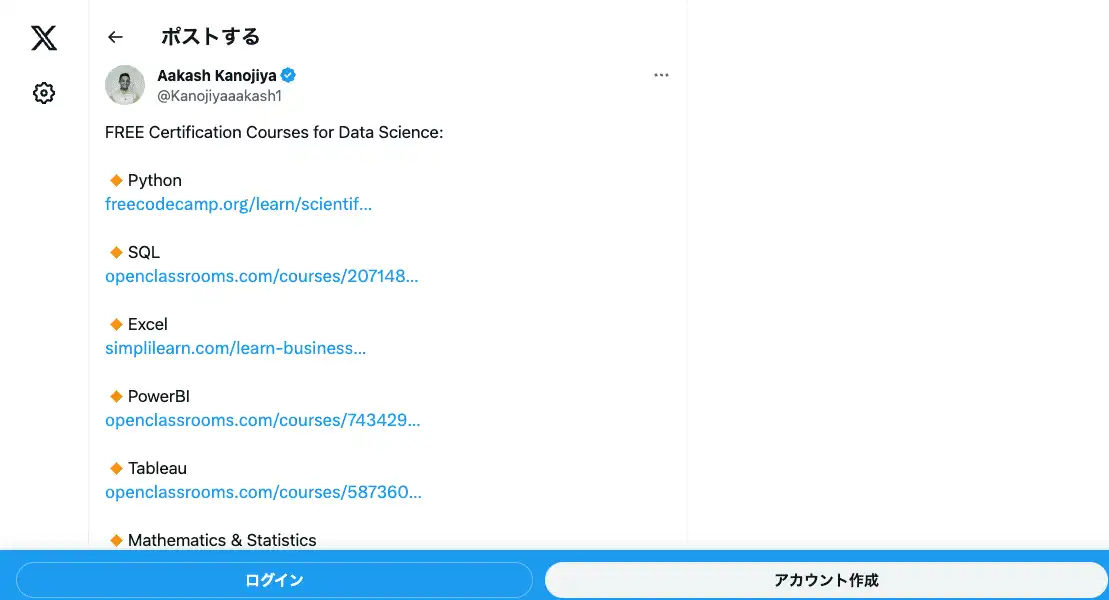 ポストする
Aakash Kanojiya
@Kanojiyaaakash1
FREE Certification Courses for Data Science:
🔸Python
freecodecamp.org/learn/scientif...
🔸SQL
openclassrooms.com/courses/207148...
🔸Excel
simplilearn.com/learn-business...
🔸PowerBI
openclassrooms.com/courses/743429...
🔸Tableau
openclassrooms.com/courses/587360...
🔸Mathematics & Statistics
ログイン
アカウント作成